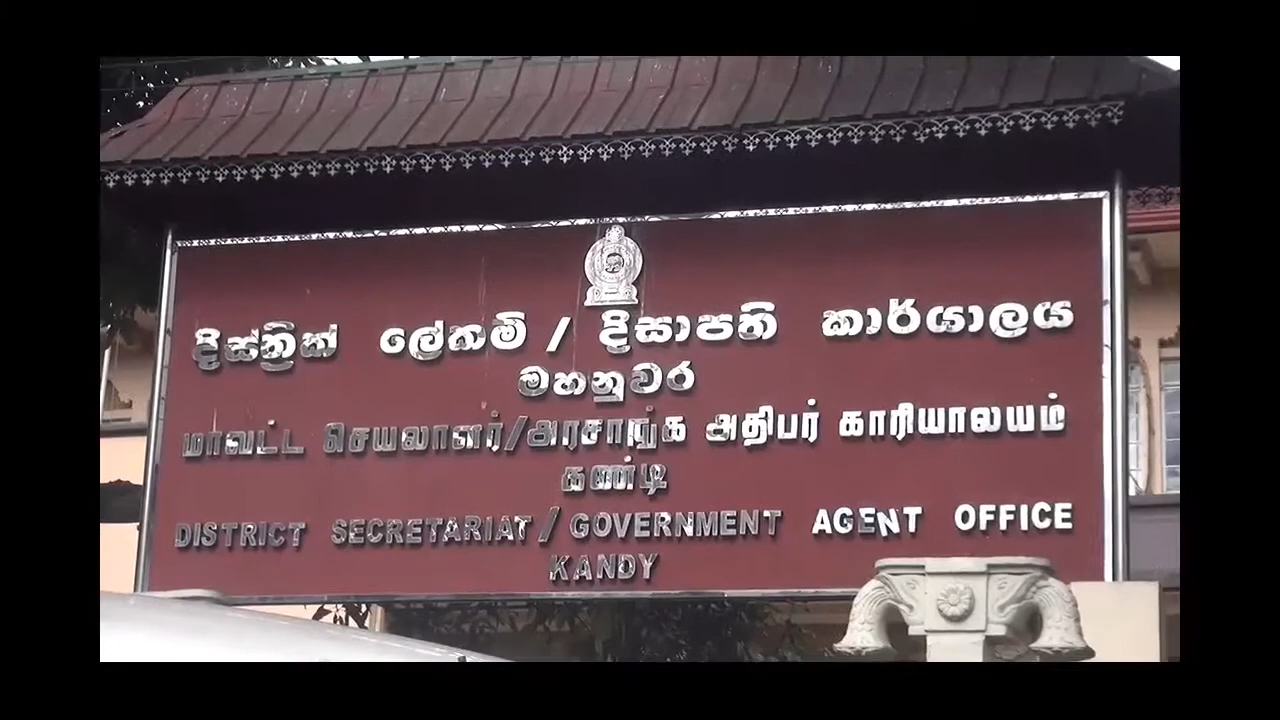 දිස්ත්‍රික් ලේකම් / දිසාපති කාර්යාලය
මහනුවර
மாவட்ட செயலாளர்/அரசாங்க அதிபர் காரியாலயம்
கண்டி
DISTRICT SECRETARIAT/GOVERNMENT AGENT OFFICE
KANDY